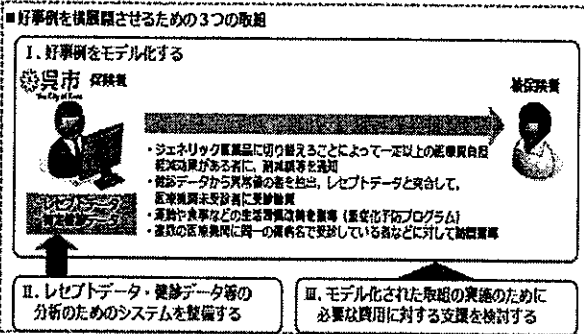 ■好事例を横展開させるための3つの取組
Ⅰ. 好事例をモデル化する
呉市 保険者
The City of Kure
被保険者
・ジェネリック医薬品に切り替えることによって一定以上の医療費自己負担
軽減効果がある者に、削減額等を通知
・健診データから異常値の者を抽出、レセプトデータと突合して、
医療機関未受診者に受診勧奨
・運動や食事などの生活習慣改善を指導(重症化予防プログラム)
・複数の医療機関に同一の傷病名で受診している者などに対して訪問指導
レセプトデータ
特定健診データ
Ⅱ. レセプトデータ・健診データ等の
分析のためのシステムを整備する
Ⅲ. モデル化された取組の実施のために
必要な費用に対する支援を検討する